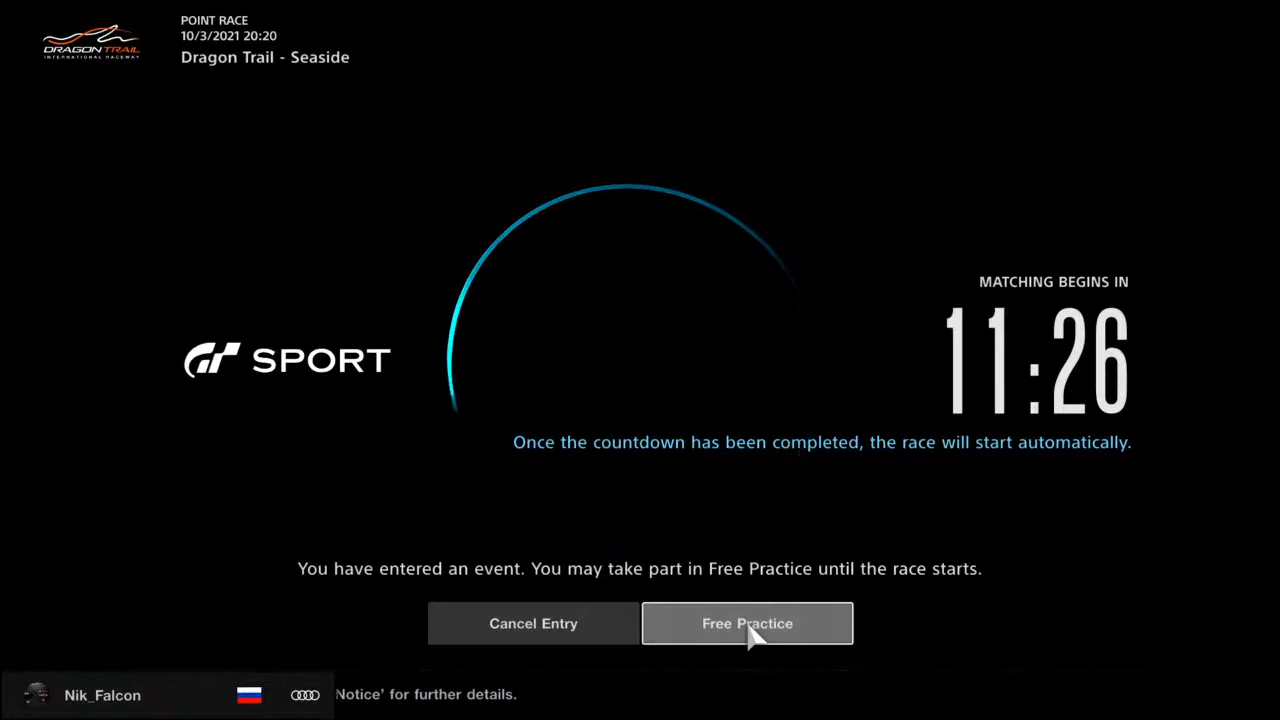 DRAGON TRAIL
INTERNATIONAL RACEWAY
POINT RACE
10/3/2021 20:20
Dragon Trail - Seaside
MATCHING BEGINS IN
GT SPORT
11:26
Once the countdown has been completed, the race will start automatically.
You have entered an event. You may take part in Free Practice until the race starts.
Cancel Entry
Free Practice
Nik_Falcon
Notice' for further details.